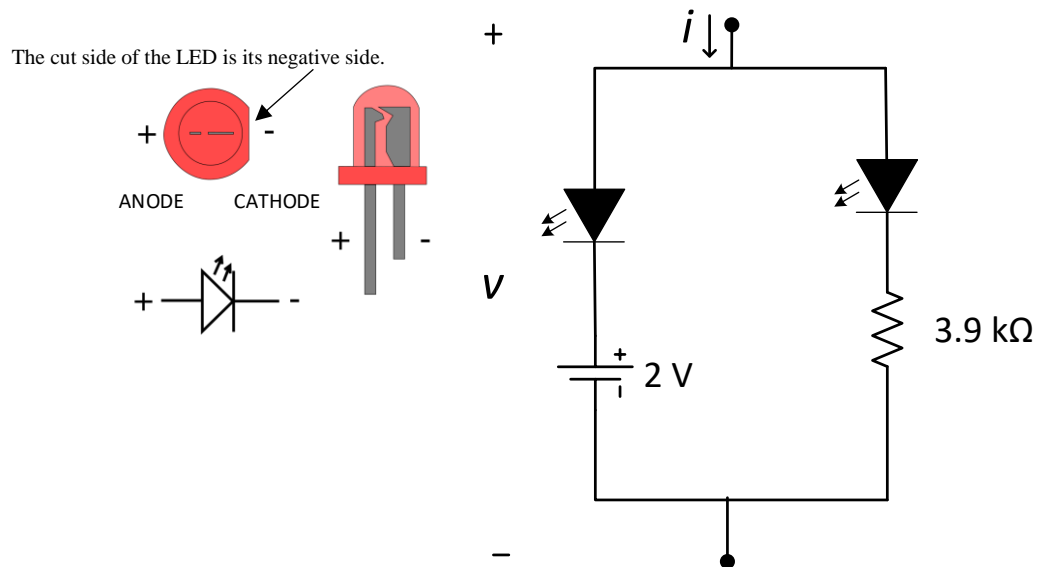 The cut side of the LED is its negative side.
+ -
ANODE CATHODE
+ -
+ -
+
i
v
+
2 V
-
3.9 kΩ
−